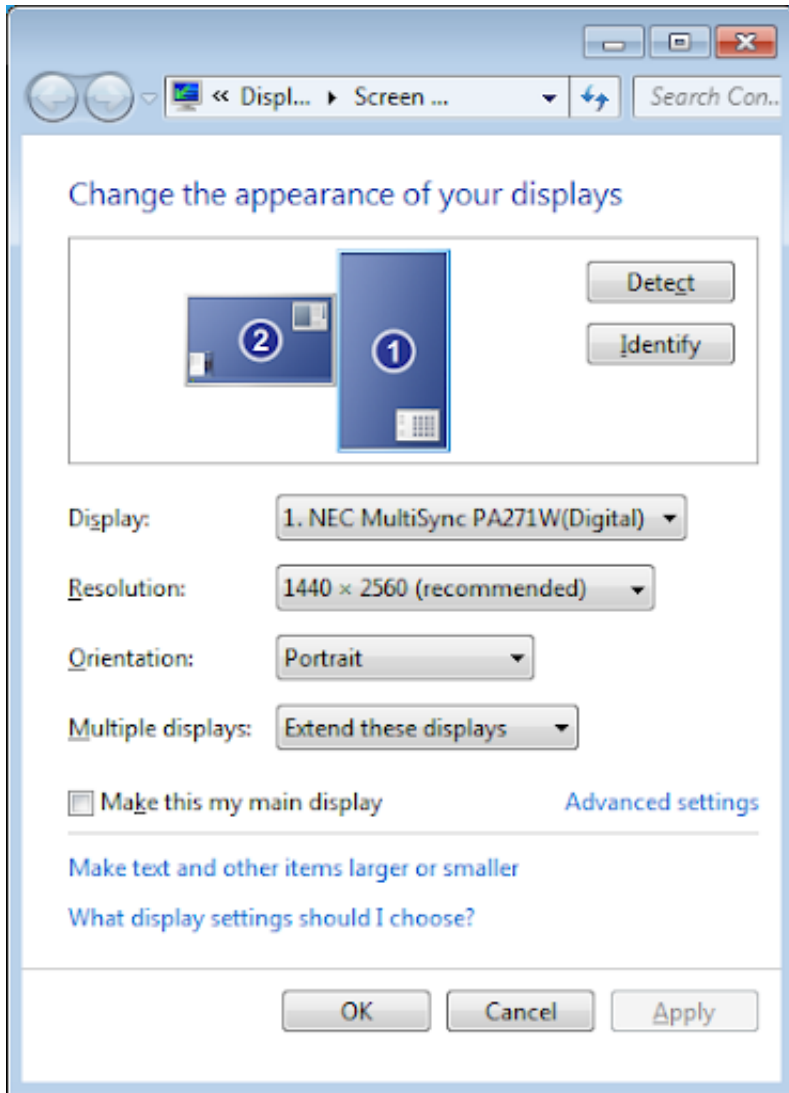 « Displ... ▸ Screen ...
Search Con..
Change the appearance of your displays
2
1
Detect
Identify
Display: 1. NEC MultiSync PA271W(Digital)
Resolution: 1440 × 2560 (recommended)
Orientation: Portrait
Multiple displays: Extend these displays
Make this my main display Advanced settings
Make text and other items larger or smaller
What display settings should I choose?
OK Cancel Apply